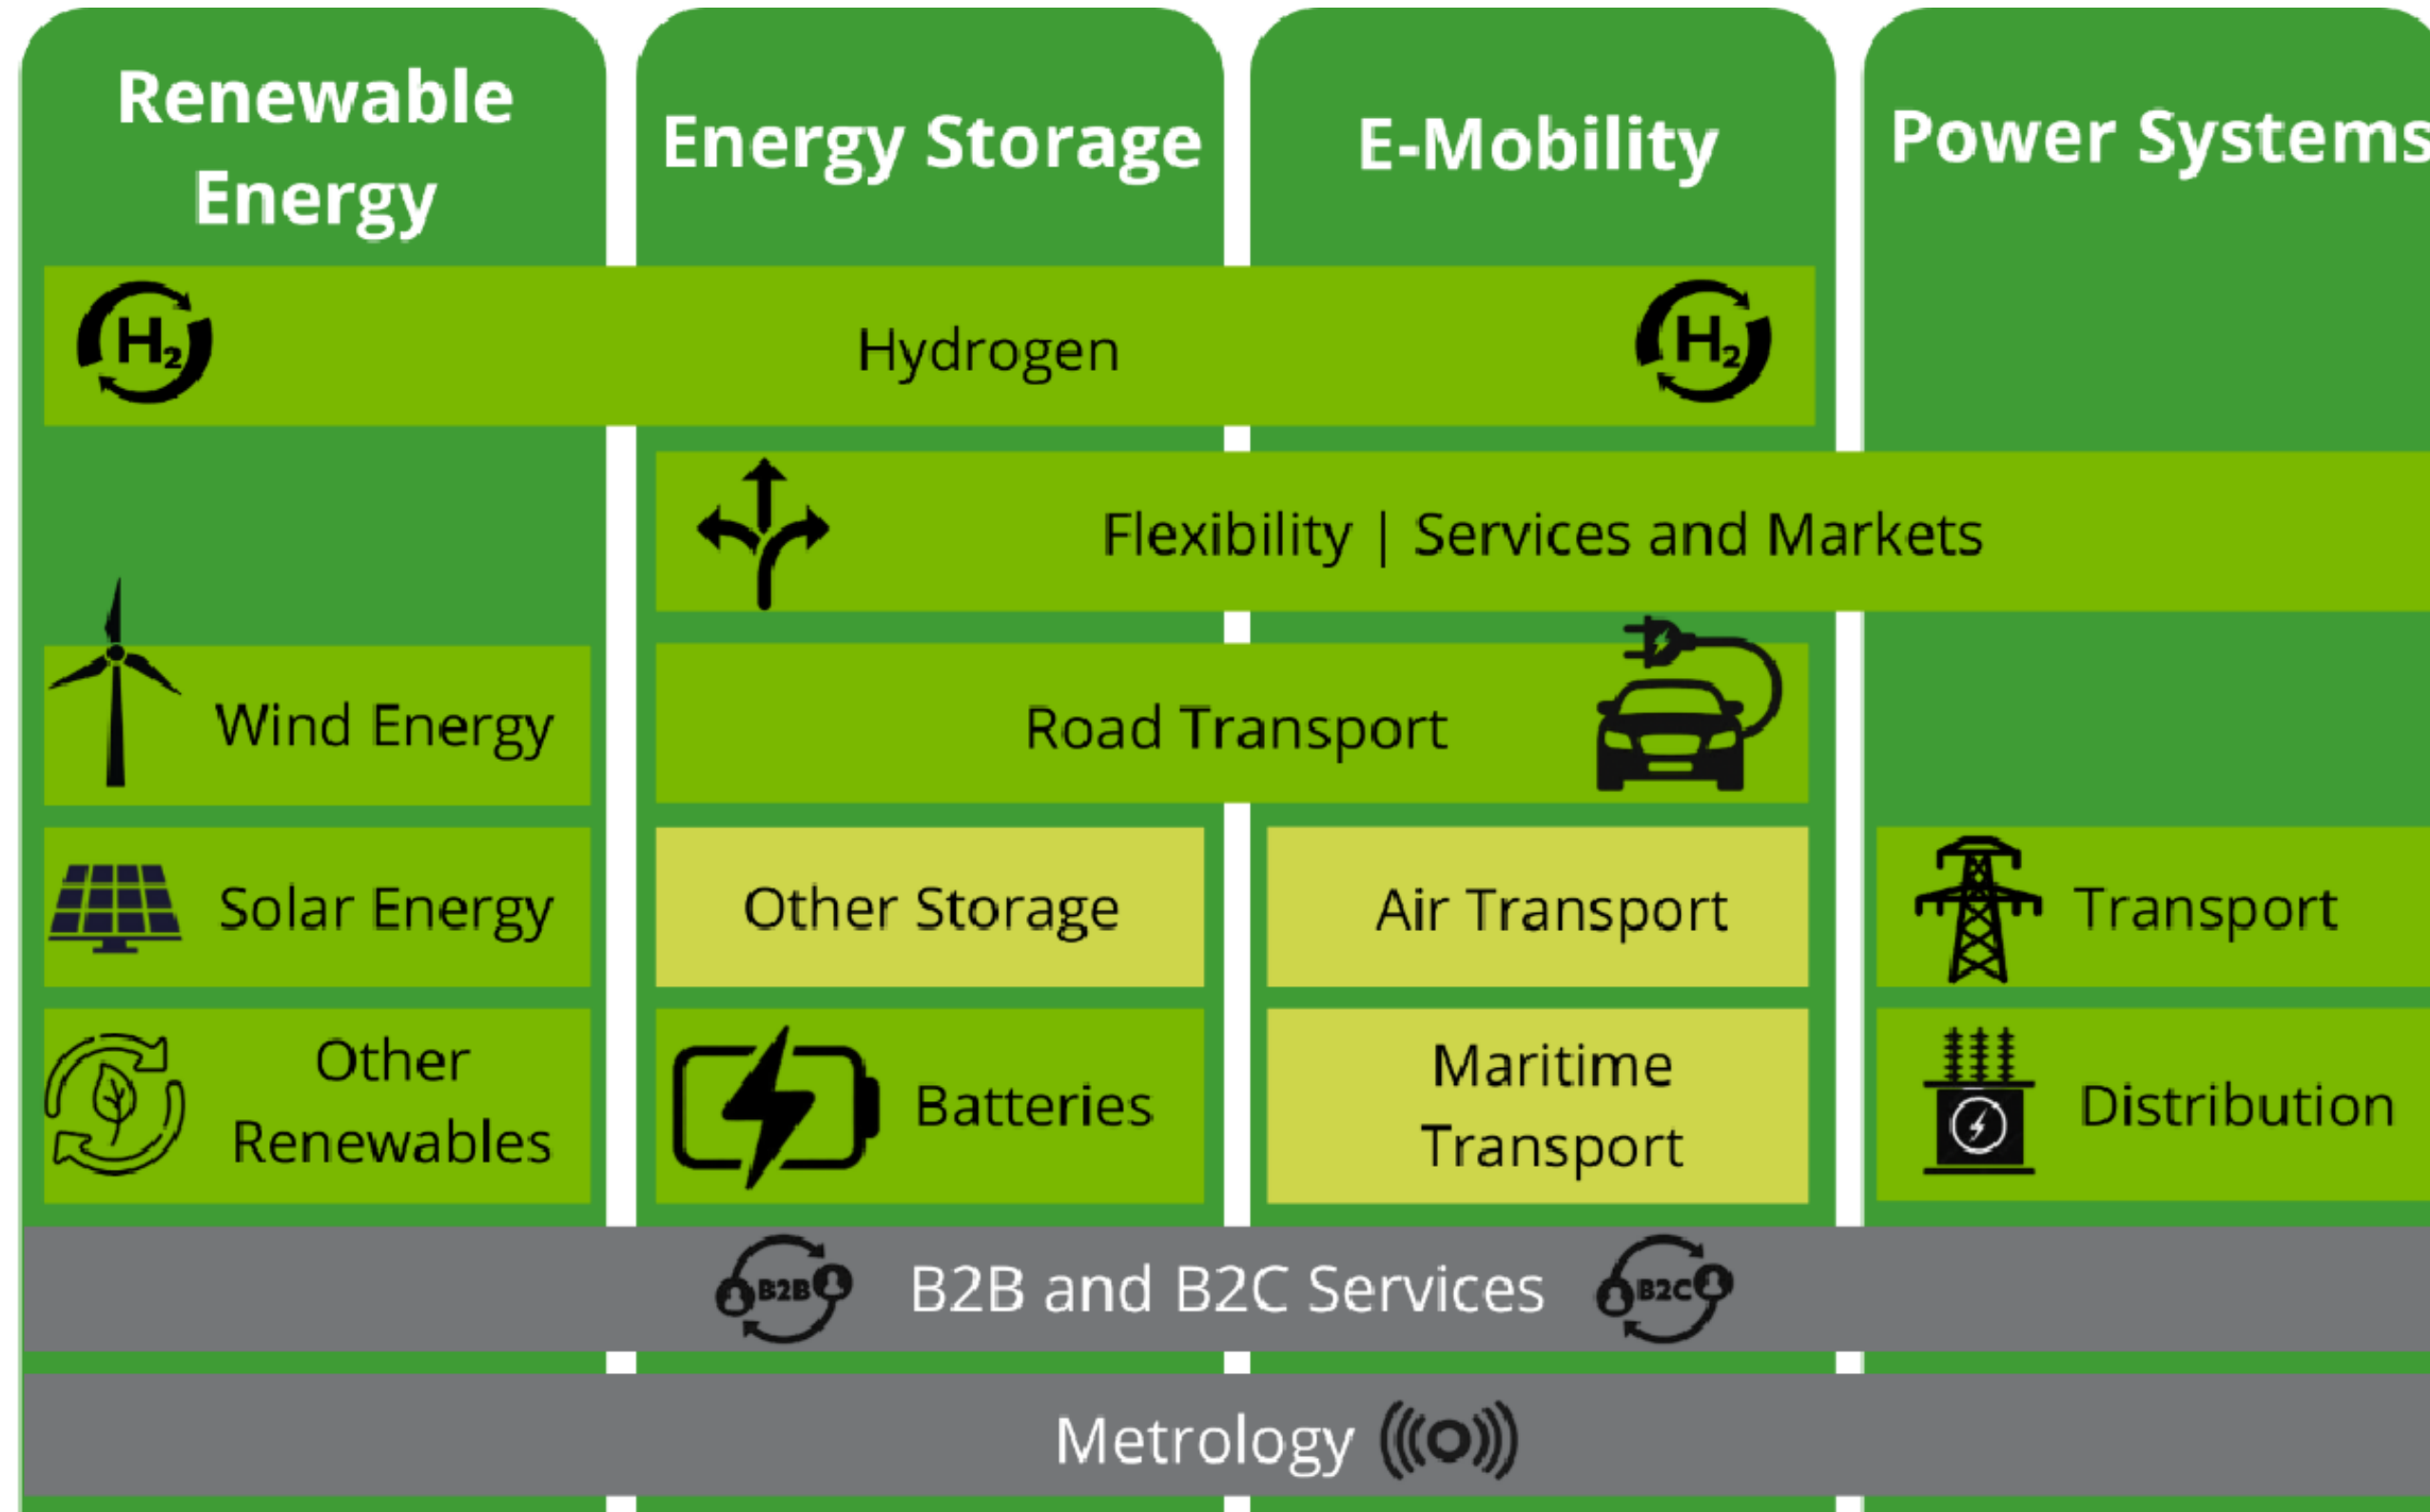 Renewable
Energy
Energy Storage
E-Mobility
Power Systems
H2
Hydrogen
H2
Flexibility | Services and Markets
Wind Energy
Road Transport
Solar Energy
Other Storage
Air Transport
Transport
Other
Renewables
Batteries
Maritime
Transport
Distribution
B2B
B2B and B2C Services
B2C
Metrology